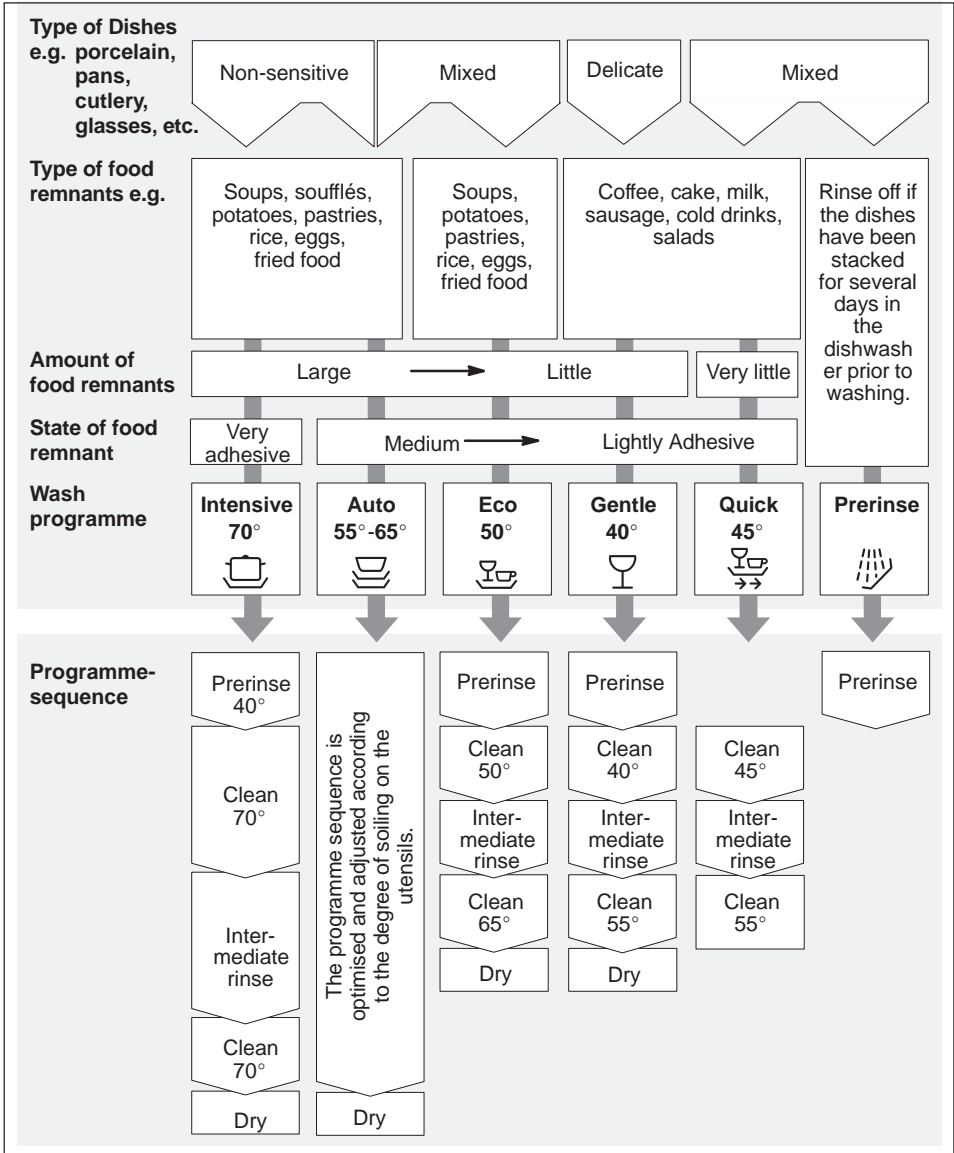 Type of Dishes
e.g. porcelain,
pans,
cutlery,
glasses, etc.
Non-sensitive
Mixed
Delicate
Mixed
Type of food
remnants e.g.
Soups, soufflés,
potatoes, pastries,
rice, eggs,
fried food
Soups,
potatoes,
pastries,
rice, eggs,
fried food
Coffee, cake, milk,
sausage, cold drinks,
salads
Rinse off if
the dishes
have been
stacked
for several
days in
the
dishwash
er prior to
washing.
Amount of
food remnants
Large
Little
Very little
State of food
remnant
Very
adhesive
Medium
Lightly Adhesive
Wash
programme
Intensive
70°
Auto
55°-65°
Eco
50°
Gentle
40°
Quick
45°
Prerinse
Programme-
sequence
Prerinse
40°
Clean
70°
Inter-
mediate
rinse
Clean
70°
Dry
The programme sequence is
optimised and adjusted according
to the degree of soiling on the
utensils.
Dry
Prerinse
Clean
50°
Inter-
mediate
rinse
Clean
65°
Dry
Prerinse
Clean
40°
Inter-
mediate
rinse
Clean
55°
Dry
Clean
45°
Inter-
mediate
rinse
Clean
55°
Prerinse